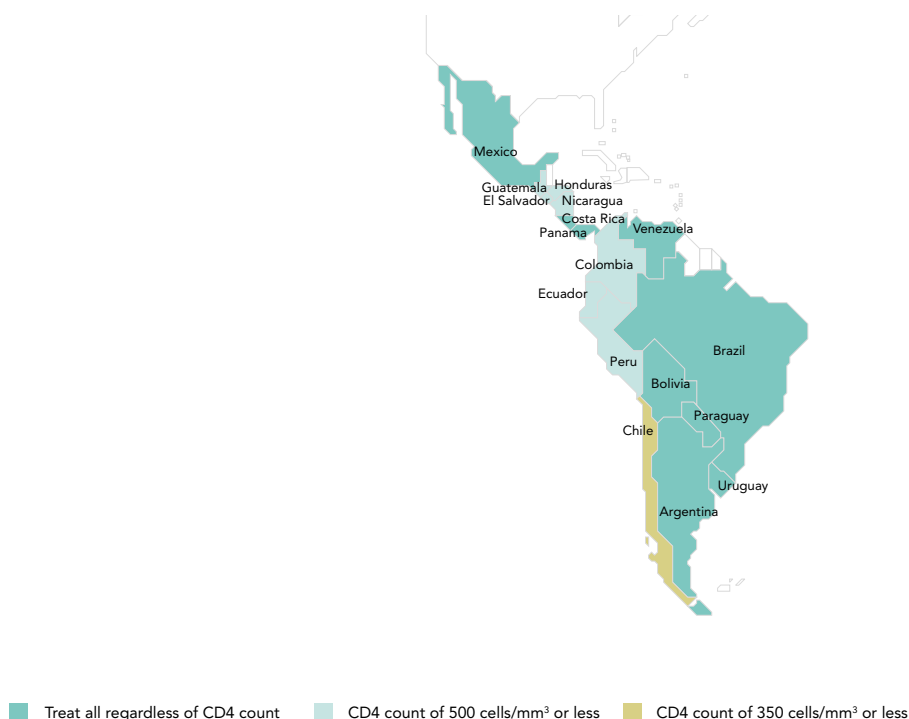 Mexico
Guatemala
Honduras
El Salvador
Nicaragua
Costa Rica
Panama
Venezuela
Colombia
Ecuador
Brazil
Peru
Bolivia
Paraguay
Chile
Uruguay
Argentina
Treat all regardless of CD4 count
CD4 count of 500 cells/mm³ or less
CD4 count of 350 cells/mm³ or less